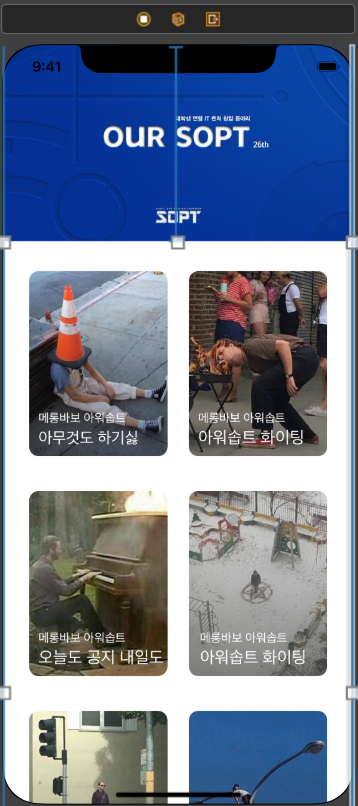 9:41
대학생 연합 IT 벤처 창업 동아리
OUR SOPT 26th
SOPT
메롱바보 아워솝트
아무것도 하기싫
메롱바보 아워솝트
아워솝트 화이팅
메롱바보 아워솝트
오늘도 공지 내일도
메롱바보 아워솝트
아워솝트 화이팅